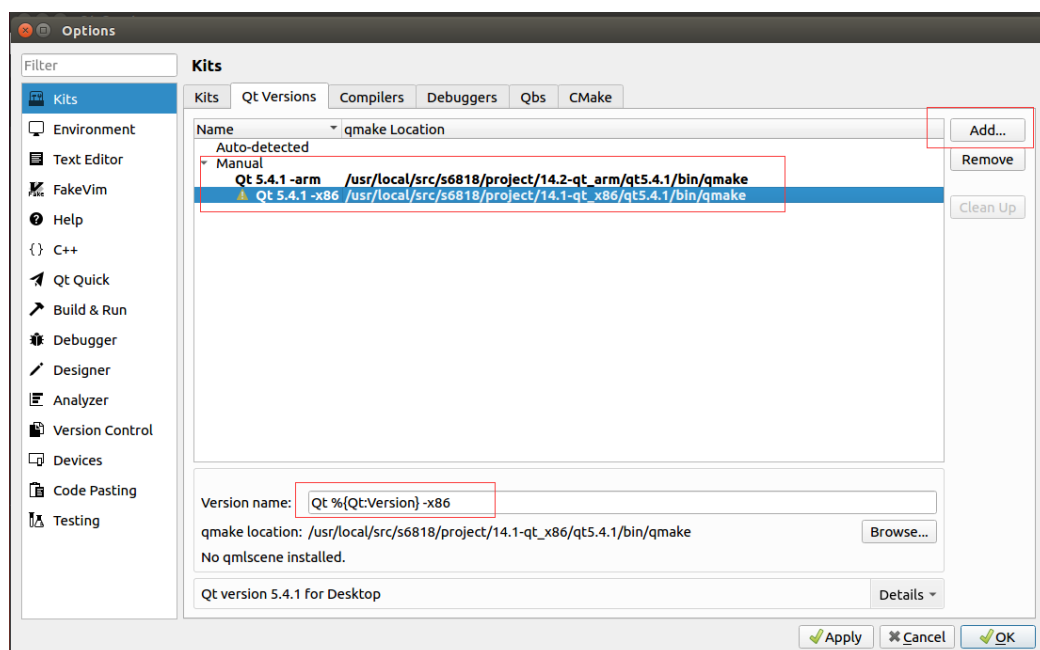 Options
Filter
Kits
Environment
Text Editor
FakeVim
Help
{} C++
Qt Quick
Build & Run
Debugger
Designer
Analyzer
Version Control
Devices
Code Pasting
Testing
Kits
Kits Qt Versions Compilers Debuggers Qbs CMake
Name qmake Location
Auto-detected
Manual
Qt 5.4.1 -arm /usr/local/src/s6818/project/14.2-qt_arm/qt5.4.1/bin/qmake
Qt 5.4.1 -x86 /usr/local/src/s6818/project/14.1-qt_x86/qt5.4.1/bin/qmake
Add...
Remove
Clean Up
Version name: Qt %{Qt:Version} -x86
qmake location: /usr/local/src/s6818/project/14.1-qt_x86/qt5.4.1/bin/qmake Browse...
No qmlscene installed.
Qt version 5.4.1 for Desktop Details
Apply Cancel OK